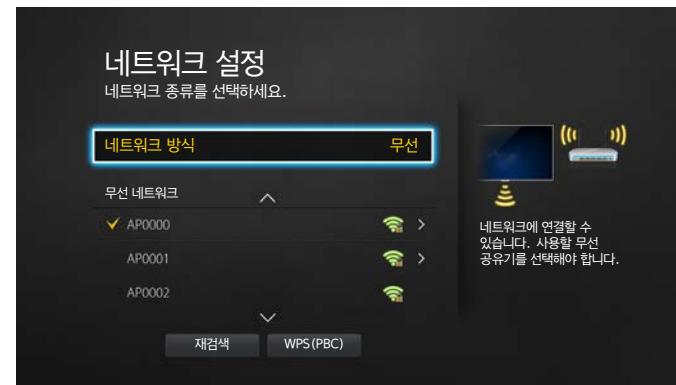 네트워크 설정
네트워크 종류를 선택하세요.
네트워크 방식 무선
무선 네트워크
AP0000
AP0001
AP0002
재검색 WPS(PBC)
네트워크에 연결할 수
있습니다. 사용할 무선
공유기를 선택해야 합니다.